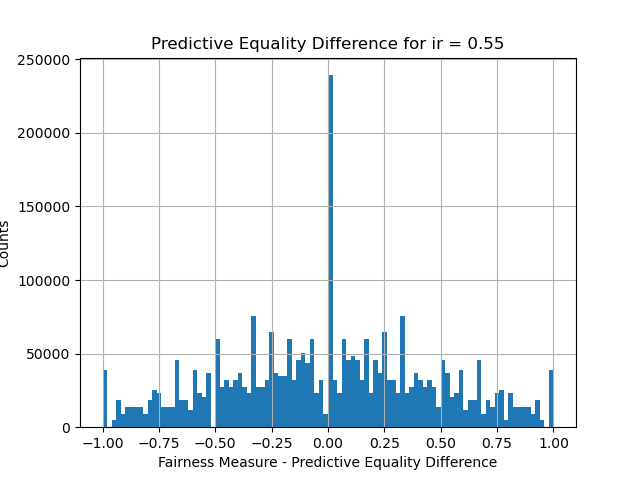 Predictive Equality Difference for ir = 0.55
250000
200000
150000
100000
50000
0
Counts
−1.00 −0.75 −0.50 −0.25 0.00 0.25 0.50 0.75 1.00
Fairness Measure - Predictive Equality Difference